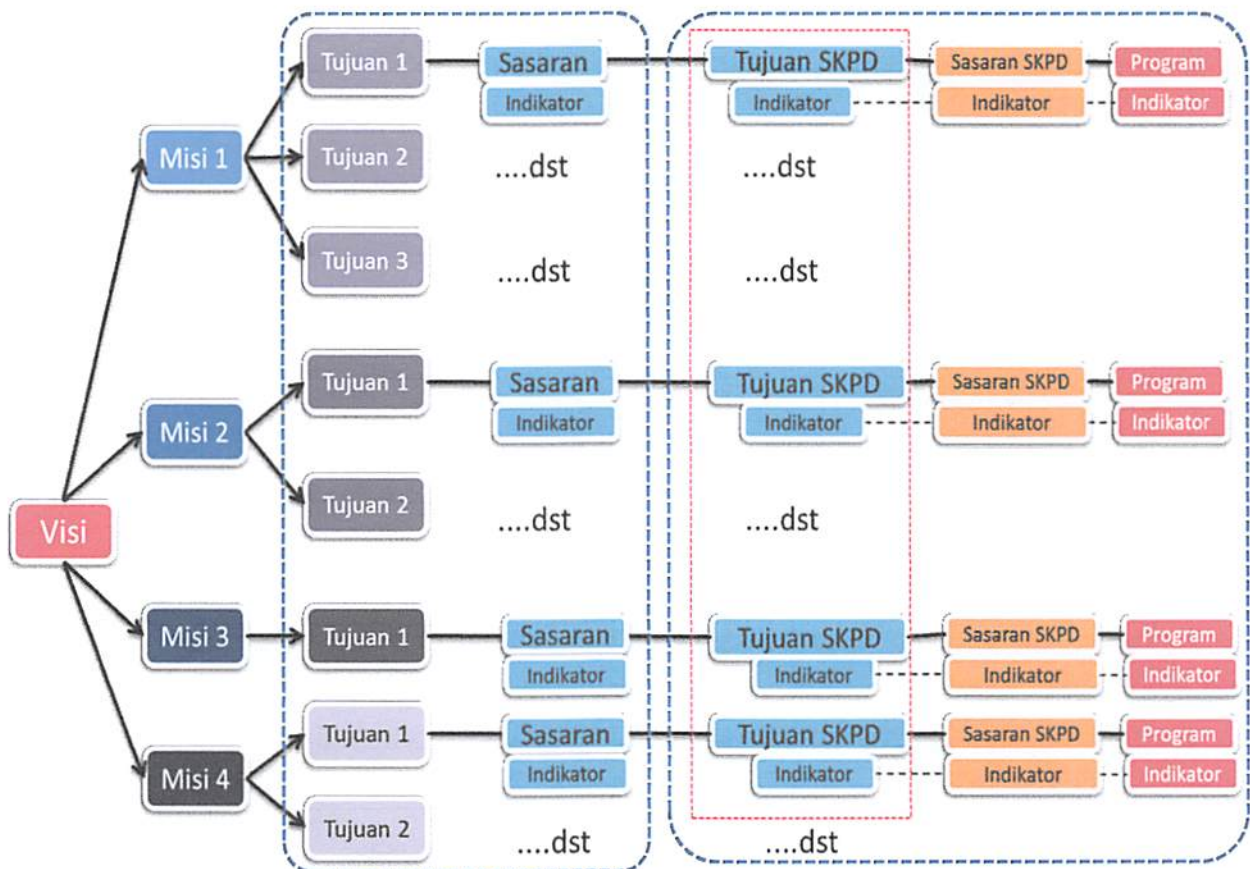 Tujuan 1
Sasaran
Tujuan SKPD
Sasaran SKPD
Program
Indikator
Indikator
Indikator
Indikator
Misi 1
Tujuan 2
....dst
....dst
Tujuan 3
....dst
....dst
Tujuan 1
Sasaran
Tujuan SKPD
Sasaran SKPD
Program
Indikator
Indikator
Indikator
Indikator
Misi 2
Tujuan 2
....dst
....dst
Visi
Misi 3
Tujuan 1
Sasaran
Tujuan SKPD
Sasaran SKPD
Program
Indikator
Indikator
Indikator
Indikator
Tujuan 1
Sasaran
Tujuan SKPD
Sasaran SKPD
Program
Indikator
Indikator
Indikator
Indikator
Misi 4
Tujuan 2
....dst
....dst